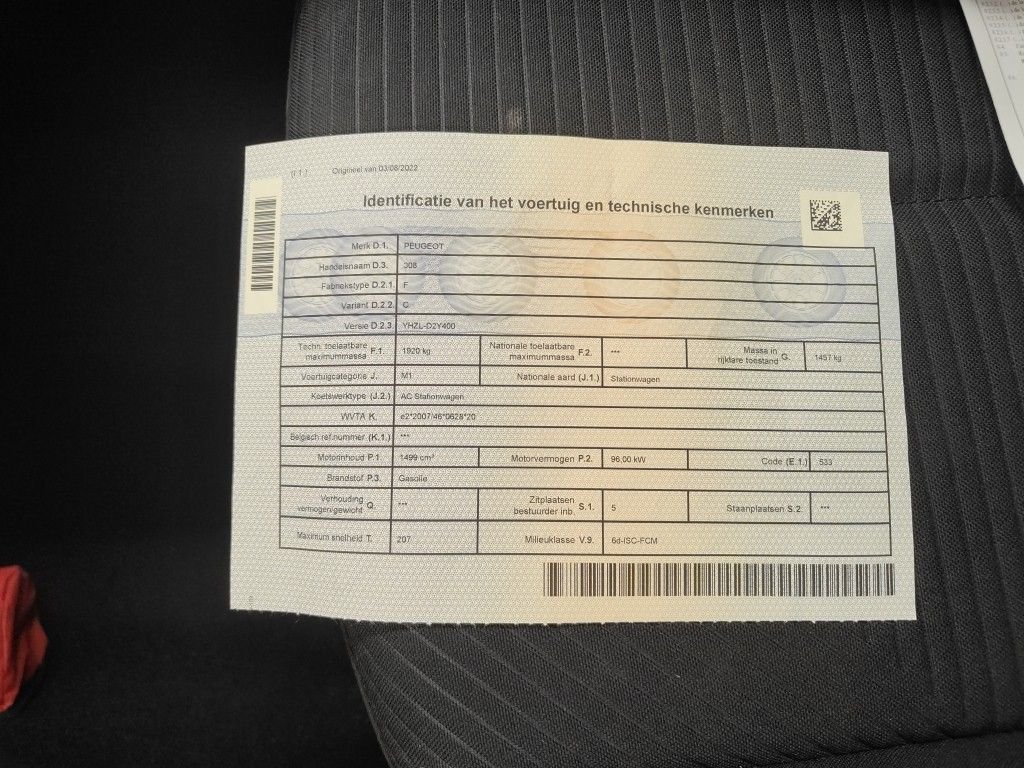 (I 1.) Origineel van 03/08/2022
Identificatie van het voertuig en technische kenmerken
Merk D.1. PEUGEOT
Handelsnaam D.3. 308
Fabriekstype D.2.1. F
Variant D.2.2. C
Versie D.2.3. YHZL-D2Y400
Techn. toelaatbare maximummassa F.1. 1920 kg Nationale toelaatbare maximummassa F.2. *** Massa in rijklare toestand G. 1457 kg
Voertuigcategorie J. M1 Nationale aard (J.1.) Stationwagen
Koetswerktype (J.2.) AC Stationwagen
WVTA K. e2*2007/46*0628*20
Belgisch ref.nummer (K.1.) ***
Motorinhoud P.1. 1499 cm³ Motorvermogen P.2. 96,00 kW Code (E.1.) 533
Brandstof P.3. Gasolie
Verhouding vermogen/gewicht Q. *** Zitplaatsen bestuurder inb. S.1. 5 Staanplaatsen S.2. ***
Maximum snelheid T. 207 Milieuklasse V.9. 6d-ISC-FCM